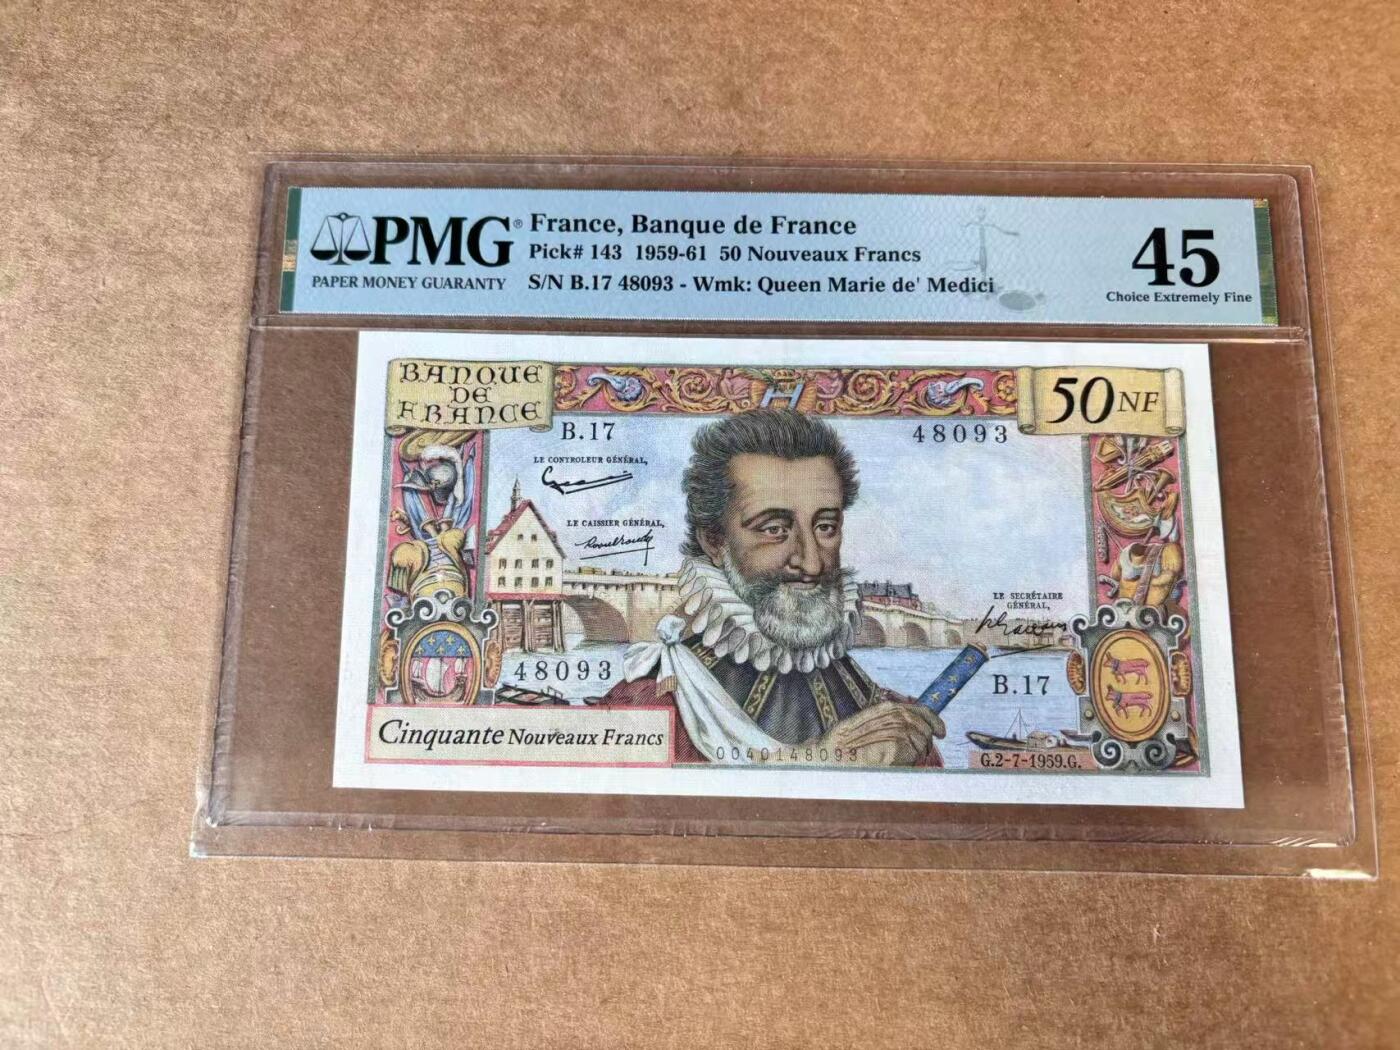 PMG®
PAPER MONEY GUARANTY
France, Banque de France
Pick# 143 1959-61 50 Nouveaux Francs
S/N B.17 48093 - Wmk: Queen Marie de' Medici
45
Choice Extremely Fine
BANQUE
DE
FRANCE
H
50 NF
B.17
48093
LE CONTROLEUR GÉNÉRAL,
LE CAISSIER GÉNÉRAL,
LE SECRÉTAIRE
GÉNÉRAL,
48093
B.17
Cinquante Nouveaux Francs
0040148093
G.2-7-1959.G.